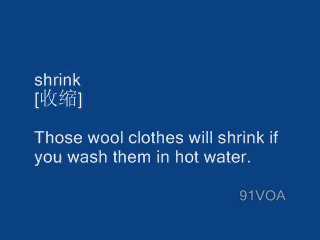 shrink
[收缩]
Those wool clothes will shrink if
you wash them in hot water.
91VOA